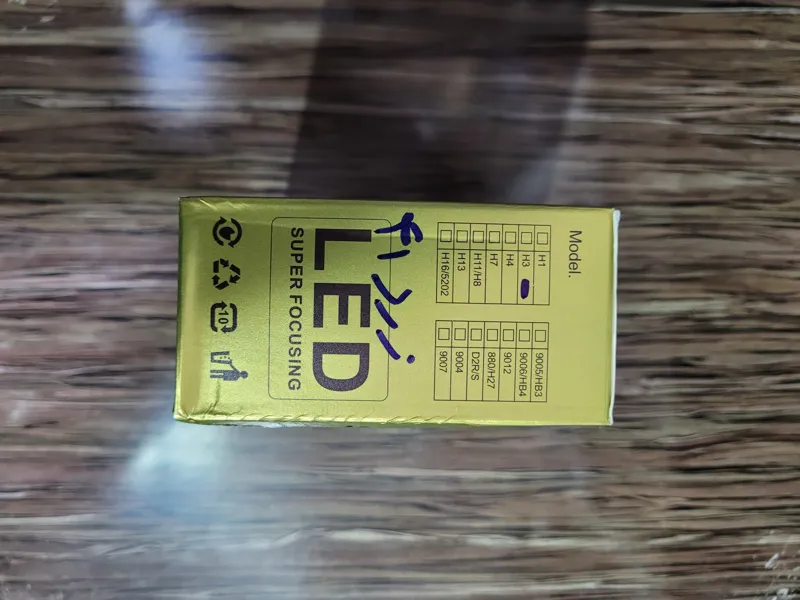 Model.
☐ H1 ☐ 9005/HB3
☐ H3 ☐ 9006/HB4
☐ H4 ☐ 9012
☐ H7 ☐ 880/H27
☐ H11/H8 ☐ D2R/S
☐ H13 ☐ 9004
☐ H16/5202 ☐ 9007
LED
SUPER FOCUSING
10